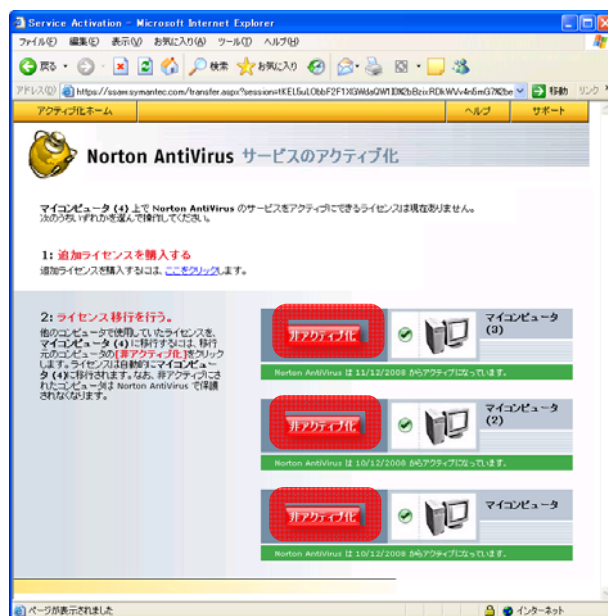 Service Activation - Microsoft Internet Explorer
ファイル(F) 編集(E) 表示(V) お気に入り(A) ツール(T) ヘルプ(H)
戻る 検索 お気に入り
アドレス(D) 移動 リンク
アクティブ化ホーム ヘルプ サポート
Norton AntiVirus サービスのアクティブ化
マイコンピュータ (4) 上で Norton AntiVirus のサービスをアクティブにできるライセンスは現在ありません。
次のうちいずれかを選んで操作してください。
1: 追加ライセンスを購入する
追加ライセンスを購入するには、ここをクリックします。
2: ライセンス移行を行う。
他のコンピュータで使用していたライセンスを、
マイコンピュータ (4) に移行するには、移行
元のコンピュータの[非アクティブ化]をクリック
します。ライセンスは自動的にマイコンピュー
タ (4)に移行されます。なお、非アクティブにさ
れたコンピュータは Norton AntiVirus で保護
されなくなります。
非アクティブ化
マイコンピュータ
(3)
Norton AntiVirus は 11/12/2008 からアクティブになっています。
非アクティブ化
マイコンピュータ
(2)
Norton AntiVirus は 10/12/2008 からアクティブになっています。
非アクティブ化
マイコンピュータ
Norton AntiVirus は 10/12/2008 からアクティブになっています。
ページが表示されました インターネット